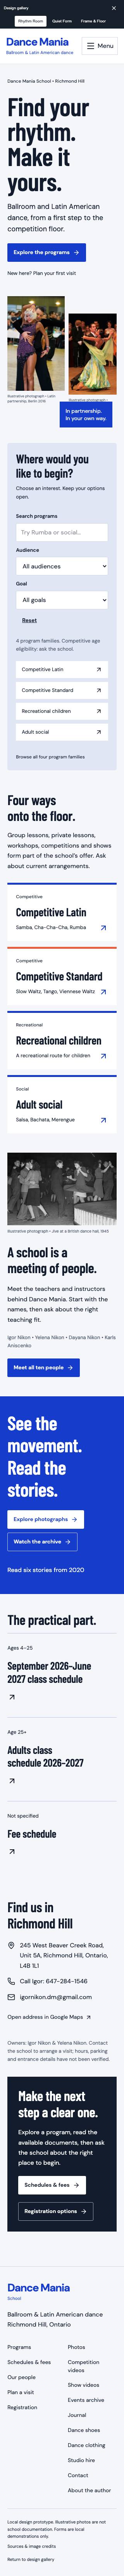 Design gallery
Rhythm Room
Quiet Form
Frame & Floor
Dance Mania
Ballroom & Latin American dance
Menu
Dance Mania School • Richmond Hill
Find your
rhythm.
Make it
yours.
Ballroom and Latin American
Dance, from a first step to the
competition floor.
Explore the programs
New here? Plan your first visit
Illustrative photograph • Latin
In partnership.
In your own way.
Where would you
like to begin?
Choose an interest. Keep your options
open.
Search programs
Try Rumba or social...
Audience
All audiences
Goal
All goals
Reset
4 program families. Competitive age
eligibility: ask the school.
Competitive Latin
Competitive Standard
Recreational children
Adult social
Browse all four program families
Four ways
onto the floor.
Group lessons, private lessons,
workshops, competitions and shows
form part of the school's offer. Ask
about current arrangements.
Competitive
Competitive Latin
Samba, Cha-Cha-Cha, Rumba
Competitive
Competitive Standard
Slow Waltz, Tango, Viennese Waltz
Recreational
Recreational children
A recreational route for children
Social
Adult social
Salsa, Bachata, Merengue
Illustrative photograph • Jive at a British dance hall, 1945
A school is a
meeting of people.
Meet the teachers and instructors
behind Dance Mania. Start with the
names, then ask about the right
teaching fit.
Igor Nikon • Yelena Nikon • Dayana Nikon • Karls
Aniscenko
Meet all ten people
See the
movement.
Read the
stories.
Explore photographs
Watch the archive
Read six stories from 2020
The practical part.
Ages 4–25
September 2026–June
2027 class schedule
Age 25+
Adults class
schedule 2026–2027
Not specified
Fee schedule
Find us in
Richmond Hill
245 West Beaver Creek Road,
Unit 5A, Richmond Hill, Ontario,
L4B 1L1
Call Igor: 647-284-1546
igornikon.dm@gmail.com
Open address in Google Maps
Owners: Igor Nikon & Yelena Nikon. Contact
the school to arrange a visit; hours, parking
and entrance details have not been verified.
Make the next
step a clear one.
Explore a program, read the
available documents, then ask
the school about the right
place to begin.
Schedules & fees
Registration options
Dance Mania
School
Ballroom & Latin American dance
Richmond Hill, Ontario
Programs
Schedules & fees
Our people
Plan a visit
Registration
Photos
Competition
videos
Show videos
Events archive
Journal
Dance shoes
Dance clothing
Studio hire
Contact
About the author
Local design prototype. Illustrative photos are not
school documentation. Forms are local
demonstrations only.
Sources & image credits
Return to design gallery